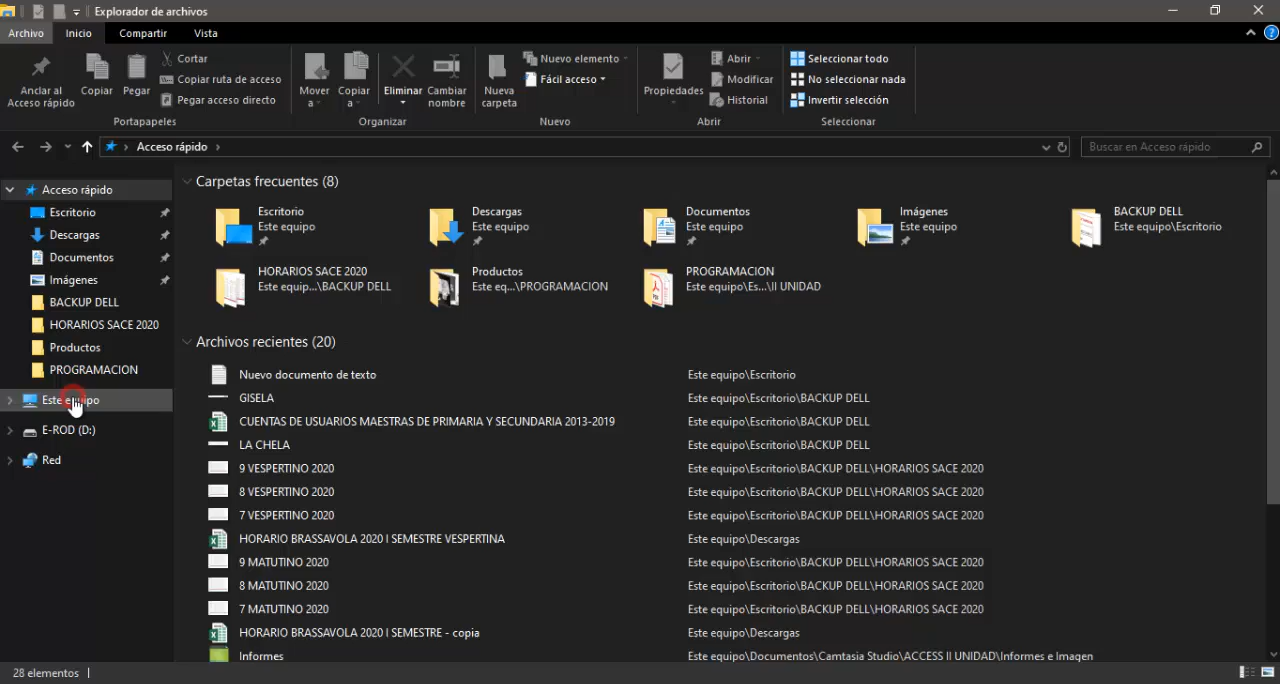 Explorador de archivos
Archivo Inicio Compartir Vista
Anclar al Acceso rápido
Copiar
Pegar
Cortar
Copiar ruta de acceso
Pegar acceso directo
Portapapeles
Mover a
Copiar a
Eliminar
Cambiar nombre
Organizar
Nueva carpeta
Nuevo elemento
Fácil acceso
Nuevo
Propiedades
Abrir
Modificar
Historial
Abrir
Seleccionar todo
No seleccionar nada
Invertir selección
Seleccionar
Acceso rápido
Buscar en Acceso rápido
Acceso rápido
Escritorio
Descargas
Documentos
Imágenes
BACKUP DELL
HORARIOS SACE 2020
Productos
PROGRAMACION
Este equipo
E-ROD (D:)
Red
Carpetas frecuentes (8)
Escritorio
Este equipo
Descargas
Este equipo
Documentos
Este equipo
Imágenes
Este equipo
BACKUP DELL
Este equipo\Escritorio
HORARIOS SACE 2020
Este equip...\BACKUP DELL
Productos
Este eq...\PROGRAMACION
PROGRAMACION
Este equipo\Es...\II UNIDAD
Archivos recientes (20)
Nuevo documento de texto Este equipo\Escritorio
GISELA Este equipo\Escritorio\BACKUP DELL
CUENTAS DE USUARIOS MAESTRAS DE PRIMARIA Y SECUNDARIA 2013-2019 Este equipo\Escritorio\BACKUP DELL
LA CHELA Este equipo\Escritorio\BACKUP DELL
9 VESPERTINO 2020 Este equipo\Escritorio\BACKUP DELL\HORARIOS SACE 2020
8 VESPERTINO 2020 Este equipo\Escritorio\BACKUP DELL\HORARIOS SACE 2020
7 VESPERTINO 2020 Este equipo\Escritorio\BACKUP DELL\HORARIOS SACE 2020
HORARIO BRASSAVOLA 2020 I SEMESTRE VESPERTINA Este equipo\Descargas
9 MATUTINO 2020 Este equipo\Escritorio\BACKUP DELL\HORARIOS SACE 2020
8 MATUTINO 2020 Este equipo\Escritorio\BACKUP DELL\HORARIOS SACE 2020
7 MATUTINO 2020 Este equipo\Escritorio\BACKUP DELL\HORARIOS SACE 2020
HORARIO BRASSAVOLA 2020 I SEMESTRE - copia Este equipo\Descargas
Informes Este equipo\Documentos\Camtasia Studio\ACCESS II UNIDAD\Informes e Imagen
28 elementos